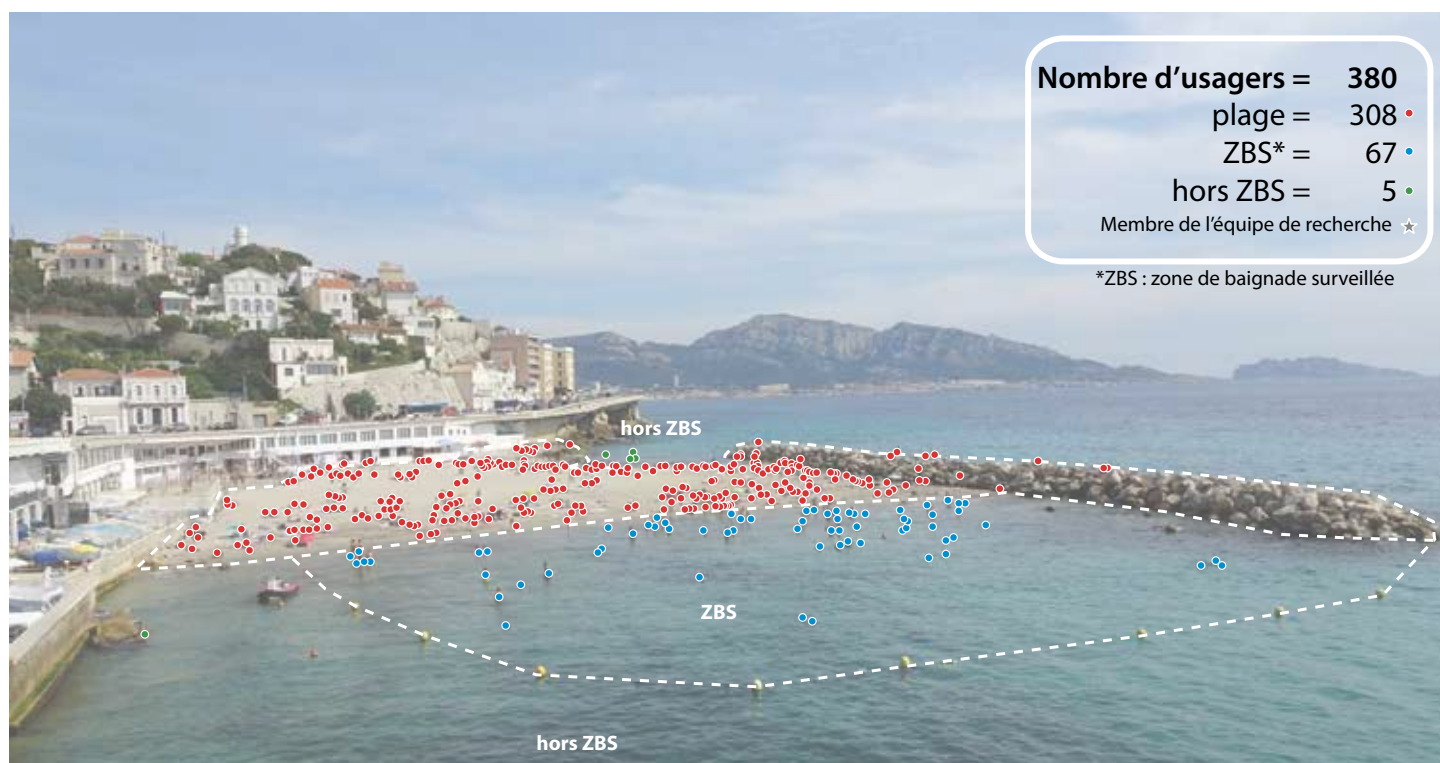 Nombre d'usagers = 380
plage = 308
ZBS* = 67
hors ZBS = 5
Membre de l'équipe de recherche
*ZBS : zone de baignade surveillée
hors ZBS
ZBS
hors ZBS